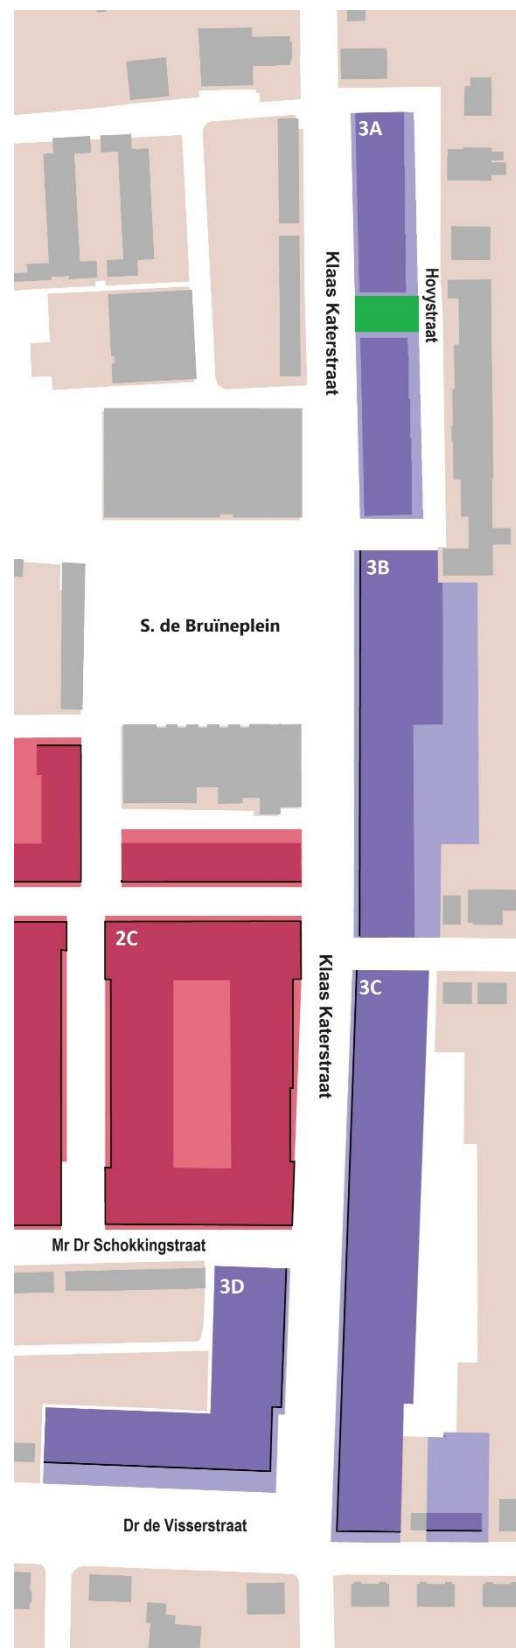 3A
Klaas Katerstraat
Hovystraat
3B
S. de Bruïneplein
2C
Klaas Katerstraat
3C
Mr Dr Schokkingstraat
3D
Dr de Visserstraat